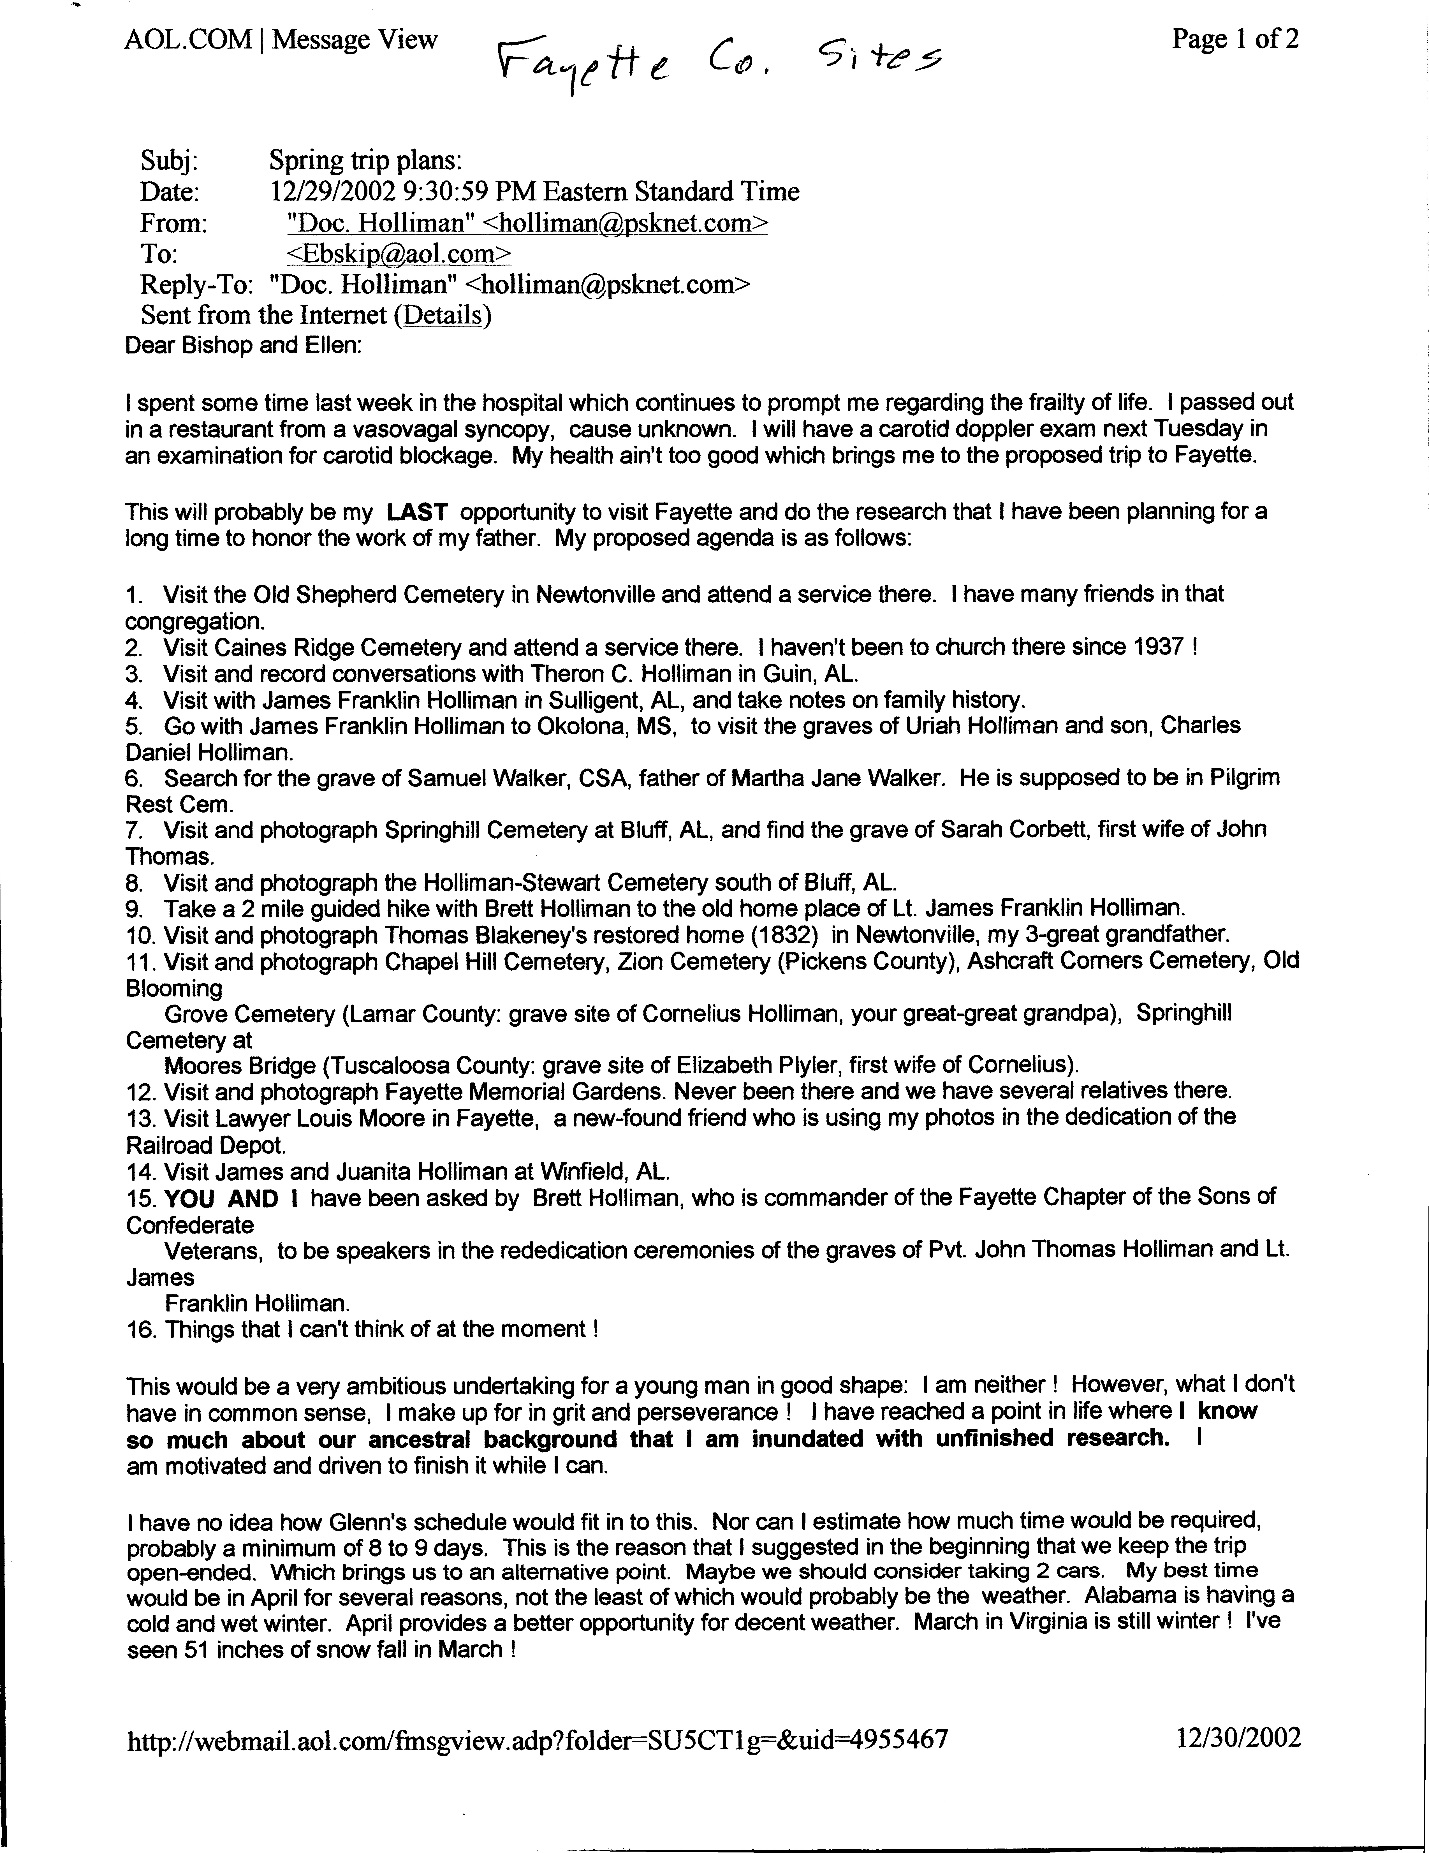 AOL.COM | Message View
Fayette Co. Sites
Page 1 of 2
Subj: Spring trip plans:
Date: 12/29/2002 9:30:59 PM Eastern Standard Time
From: "Doc. Holliman" <holliman@psknet.com>
To: <Ebskip@aol.com>
Reply-To: "Doc. Holliman" <holliman@psknet.com>
Sent from the Internet (Details)
Dear Bishop and Ellen:
I spent some time last week in the hospital which continues to prompt me regarding the frailty of life. I passed out
in a restaurant from a vasovagal syncopy, cause unknown. I will have a carotid doppler exam next Tuesday in
an examination for carotid blockage. My health ain't too good which brings me to the proposed trip to Fayette.
This will probably be my LAST opportunity to visit Fayette and do the research that I have been planning for a
long time to honor the work of my father. My proposed agenda is as follows:
1. Visit the Old Shepherd Cemetery in Newtonville and attend a service there. I have many friends in that
congregation.
2. Visit Caines Ridge Cemetery and attend a service there. I haven't been to church there since 1937 !
3. Visit and record conversations with Theron C. Holliman in Guin, AL.
4. Visit with James Franklin Holliman in Sulligent, AL, and take notes on family history.
5. Go with James Franklin Holliman to Okolona, MS, to visit the graves of Uriah Holliman and son, Charles
Daniel Holliman.
6. Search for the grave of Samuel Walker, CSA, father of Martha Jane Walker. He is supposed to be in Pilgrim
Rest Cem.
7. Visit and photograph Springhill Cemetery at Bluff, AL, and find the grave of Sarah Corbett, first wife of John
Thomas.
8. Visit and photograph the Holliman-Stewart Cemetery south of Bluff, AL.
9. Take a 2 mile guided hike with Brett Holliman to the old home place of Lt. James Franklin Holliman.
10. Visit and photograph Thomas Blakeney's restored home (1832) in Newtonville, my 3-great grandfather.
11. Visit and photograph Chapel Hill Cemetery, Zion Cemetery (Pickens County), Ashcraft Corners Cemetery, Old
Blooming
Grove Cemetery (Lamar County: grave site of Cornelius Holliman, your great-great grandpa), Springhill
Cemetery at
Moores Bridge (Tuscaloosa County: grave site of Elizabeth Plyler, first wife of Cornelius).
12. Visit and photograph Fayette Memorial Gardens. Never been there and we have several relatives there.
13. Visit Lawyer Louis Moore in Fayette, a new-found friend who is using my photos in the dedication of the
Railroad Depot.
14. Visit James and Juanita Holliman at Winfield, AL.
15. YOU AND I have been asked by Brett Holliman, who is commander of the Fayette Chapter of the Sons of
Confederate
Veterans, to be speakers in the rededication ceremonies of the graves of Pvt. John Thomas Holliman and Lt.
James
Franklin Holliman.
16. Things that I can't think of at the moment !
This would be a very ambitious undertaking for a young man in good shape: I am neither ! However, what I don't
have in common sense, I make up for in grit and perseverance ! I have reached a point in life where I know
so much about our ancestral background that I am inundated with unfinished research. I
am motivated and driven to finish it while I can.
I have no idea how Glenn's schedule would fit in to this. Nor can I estimate how much time would be required,
probably a minimum of 8 to 9 days. This is the reason that I suggested in the beginning that we keep the trip
open-ended. Which brings us to an alternative point. Maybe we should consider taking 2 cars. My best time
would be in April for several reasons, not the least of which would probably be the weather. Alabama is having a
cold and wet winter. April provides a better opportunity for decent weather. March in Virginia is still winter ! I've
seen 51 inches of snow fall in March !
http://webmail.aol.com/fmsgview.adp?folder=SU5CT1g=&uid=4955467
12/30/2002